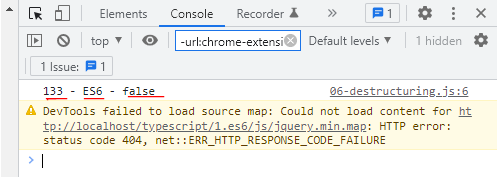 Elements Console Recorder 1
top -url:chrome-extensi Default levels 1 hidden
1 Issue: 1
133 - ES6 - false 06-destructuring.js:6
DevTools failed to load source map: Could not load content for ht
tp://localhost/typescript/1.es6/js/jquery.min.map: HTTP error:
status code 404, net::ERR_HTTP_RESPONSE_CODE_FAILURE